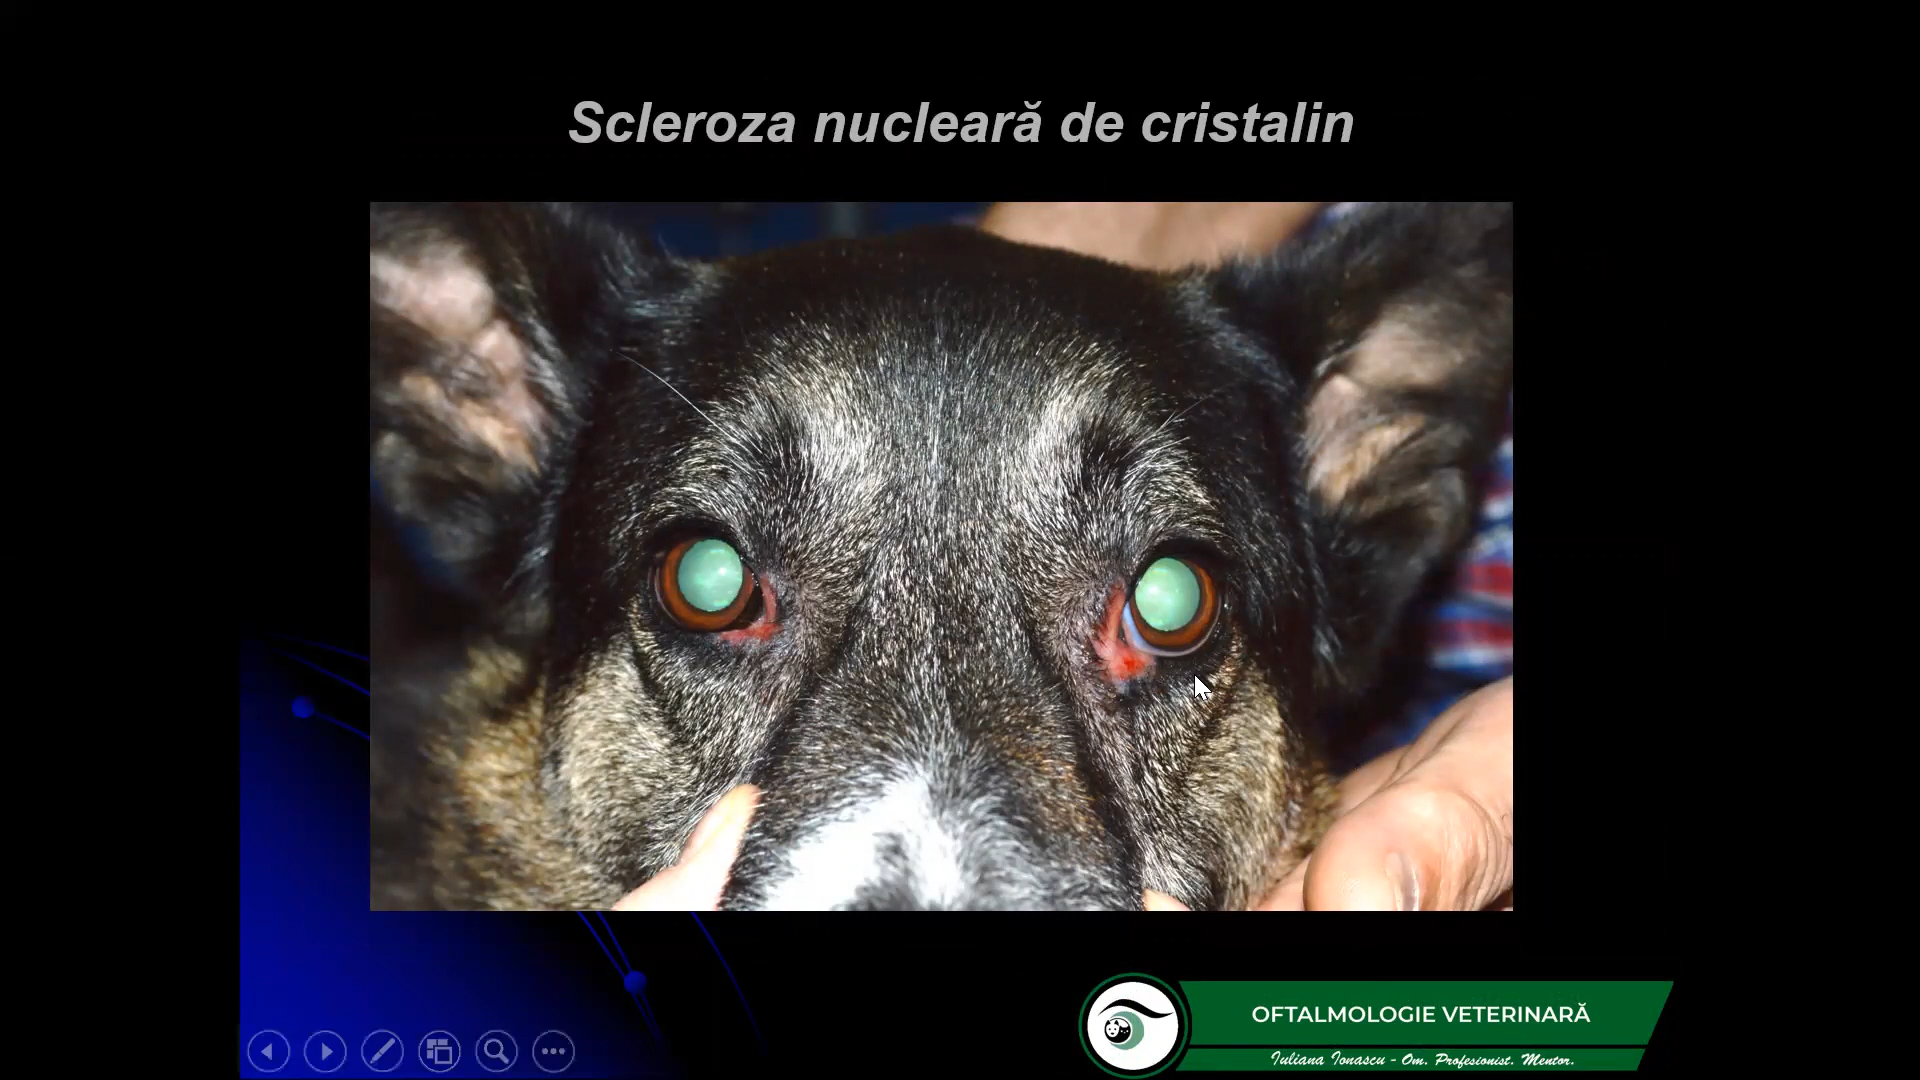 Scleroza nucleară de cristalin
OFTALMOLOGIE VETERINARĂ
Iuliana Ionascu - Om. Profesionist. Mentor.